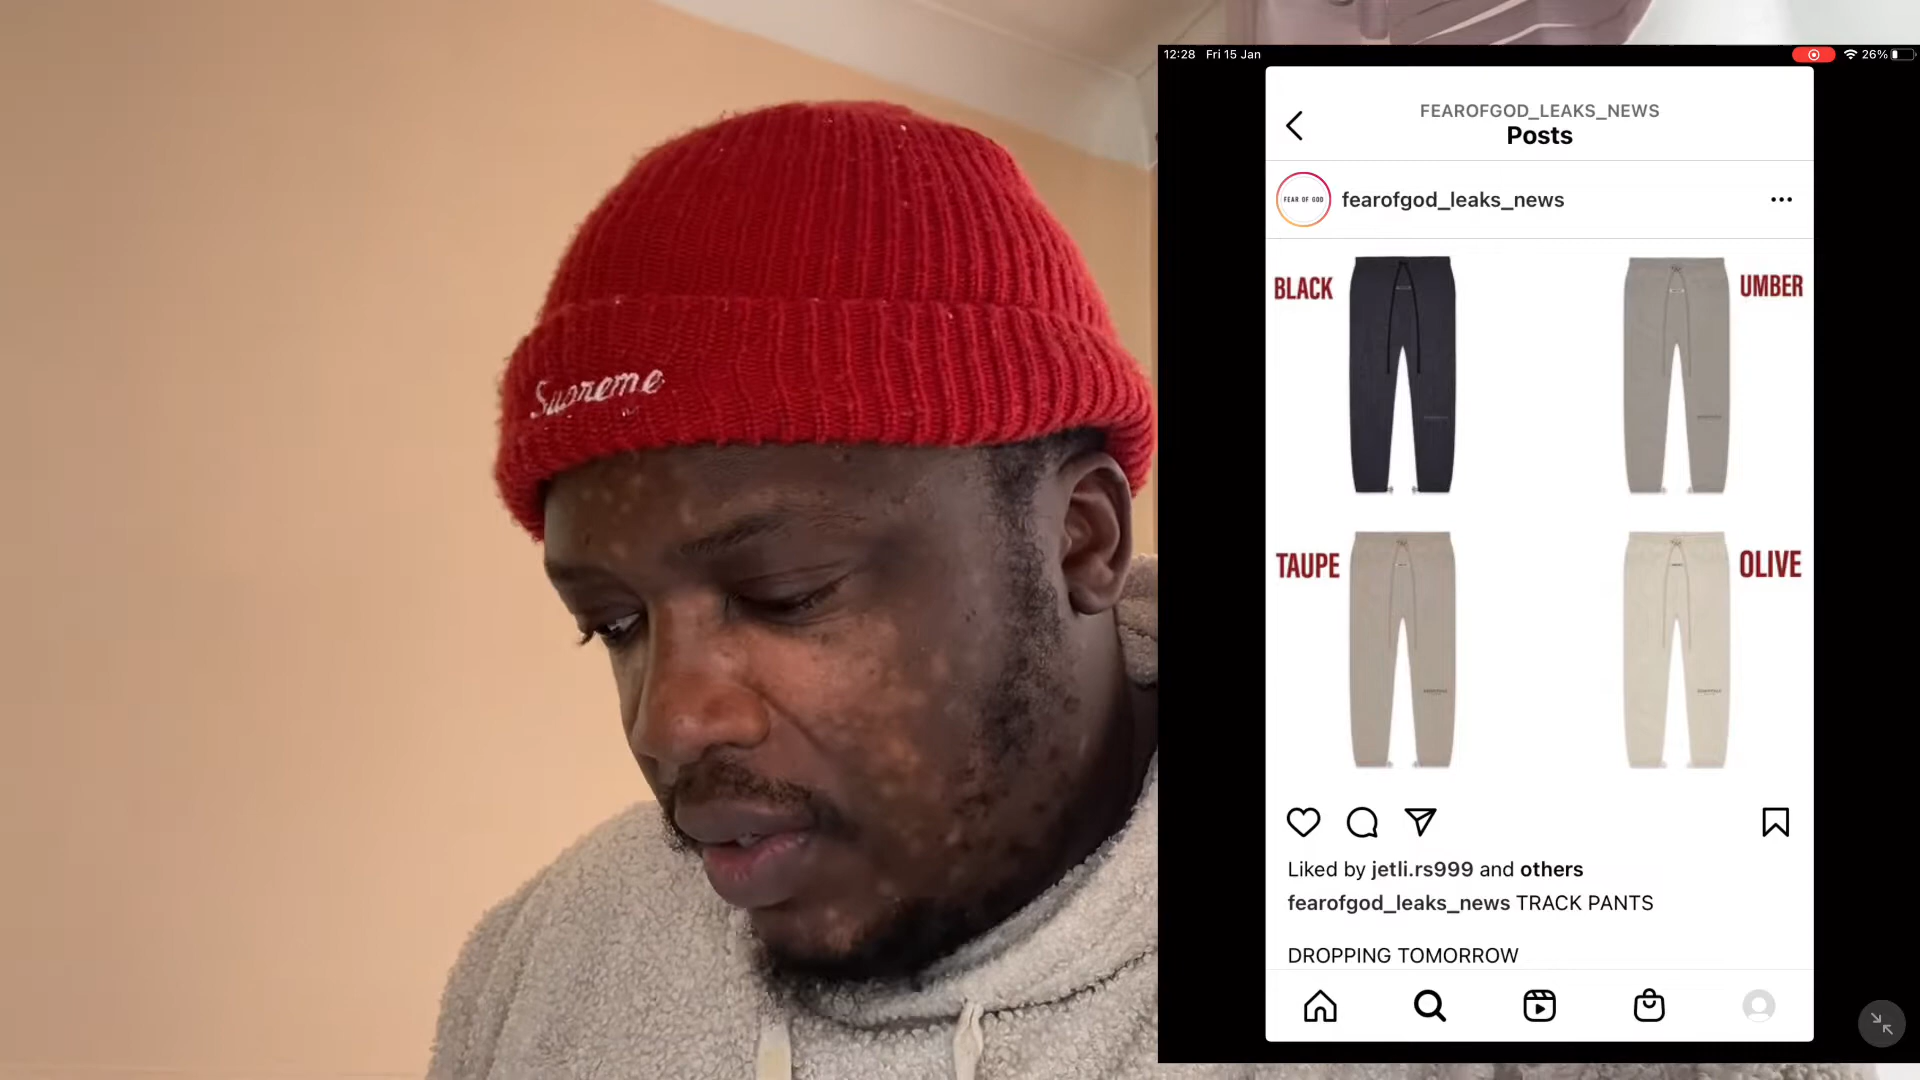 Supreme
12:28 Fri 15 Jan
26%
FEAROFGOD_LEAKS_NEWS
Posts
FEAR OF GOD
fearofgod_leaks_news
BLACK
UMBER
TAUPE
OLIVE
Liked by jetli.rs999 and others
fearofgod_leaks_news TRACK PANTS
DROPPING TOMORROW